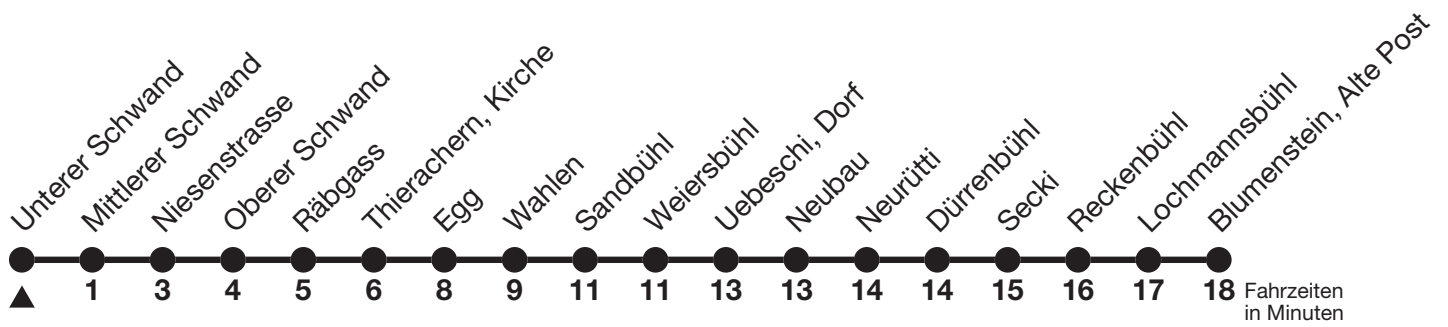 Unterer Schwand
Mittlerer Schwand
Niesenstrasse
Oberer Schwand
Räbgass
Thierachern, Kirche
Egg
Wahlen
Sandbühl
Weiersbühl
Uebeschi, Dorf
Neubau
Neurütti
Dürrenbühl
Secki
Reckenbühl
Lochmannsbühl
Blumenstein, Alte Post
1 3 4 5 6 8 9 11 11 13 13 14 14 15 16 17 18 Fahrzeiten
in Minuten